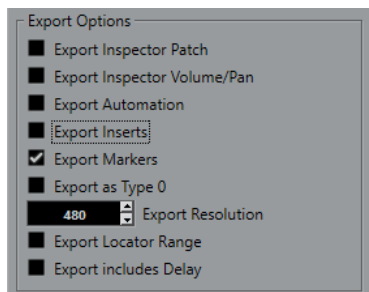 Export Options
Export Inspector Patch
Export Inspector Volume/Pan
Export Automation
Export Inserts
Export Markers
Export as Type 0
480 Export Resolution
Export Locator Range
Export includes Delay